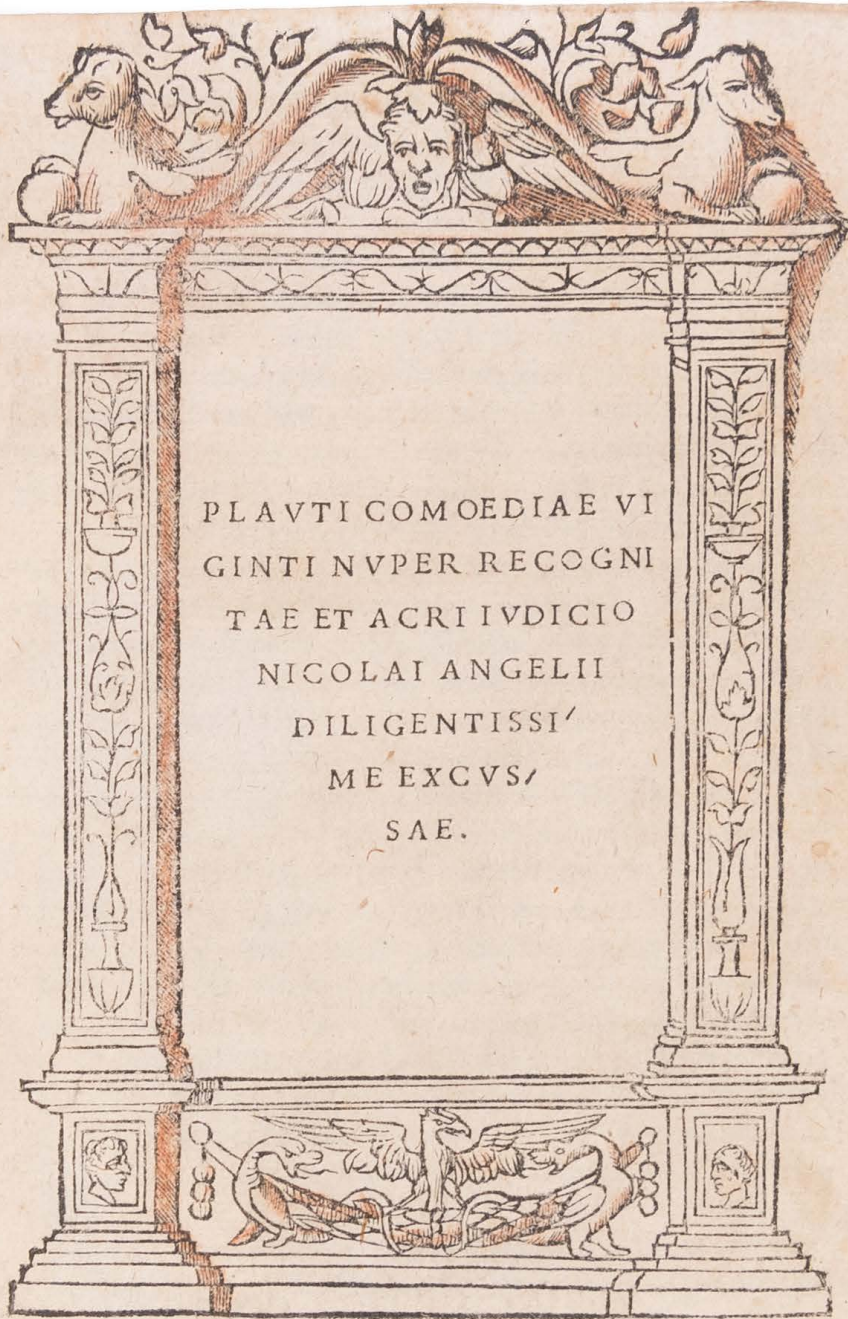 PLAVTI COMOEDIAE VI
GINTI NVPER RECOGNI
TAE ET ACRI IVDICIO
NICOLAI ANGELII
DILIGENTISSI/
ME EXCVS/
SAE.